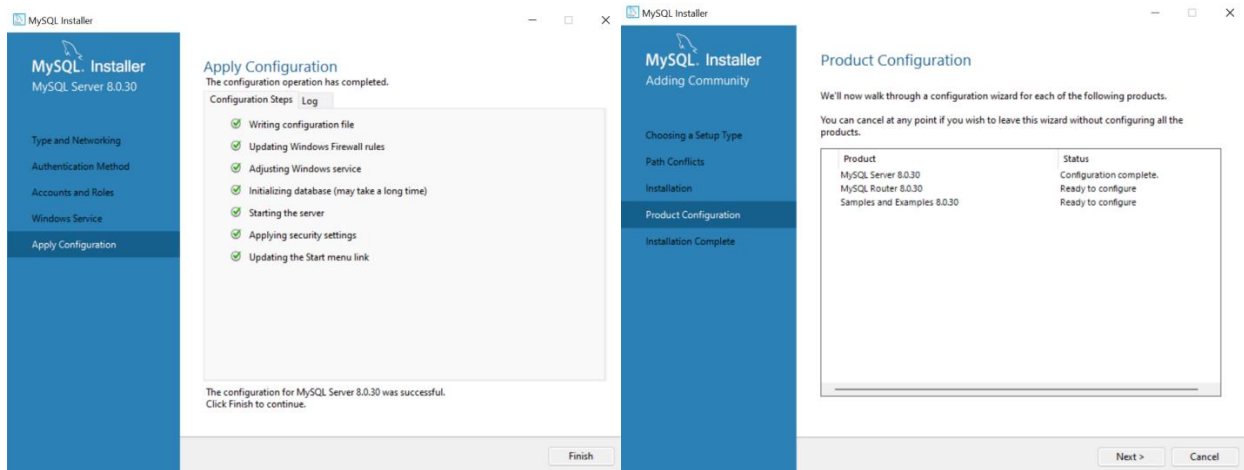 MySQL Installer
MySQL. Installer
MySQL Server 8.0.30
Type and Networking
Authentication Method
Accounts and Roles
Windows Service
Apply Configuration
Apply Configuration
The configuration operation has completed.
Configuration Steps Log
Writing configuration file
Updating Windows Firewall rules
Adjusting Windows service
Initializing database (may take a long time)
Starting the server
Applying security settings
Updating the Start menu link
The configuration for MySQL Server 8.0.30 was successful.
Click Finish to continue.
Finish
MySQL Installer
MySQL. Installer
Adding Community
Choosing a Setup Type
Path Conflicts
Installation
Product Configuration
Installation Complete
Product Configuration
We'll now walk through a configuration wizard for each of the following products.
You can cancel at any point if you wish to leave this wizard without configuring all the
products.
Product Status
MySQL Server 8.0.30 Configuration complete.
MySQL Router 8.0.30 Ready to configure
Samples and Examples 8.0.30 Ready to configure
Next > Cancel